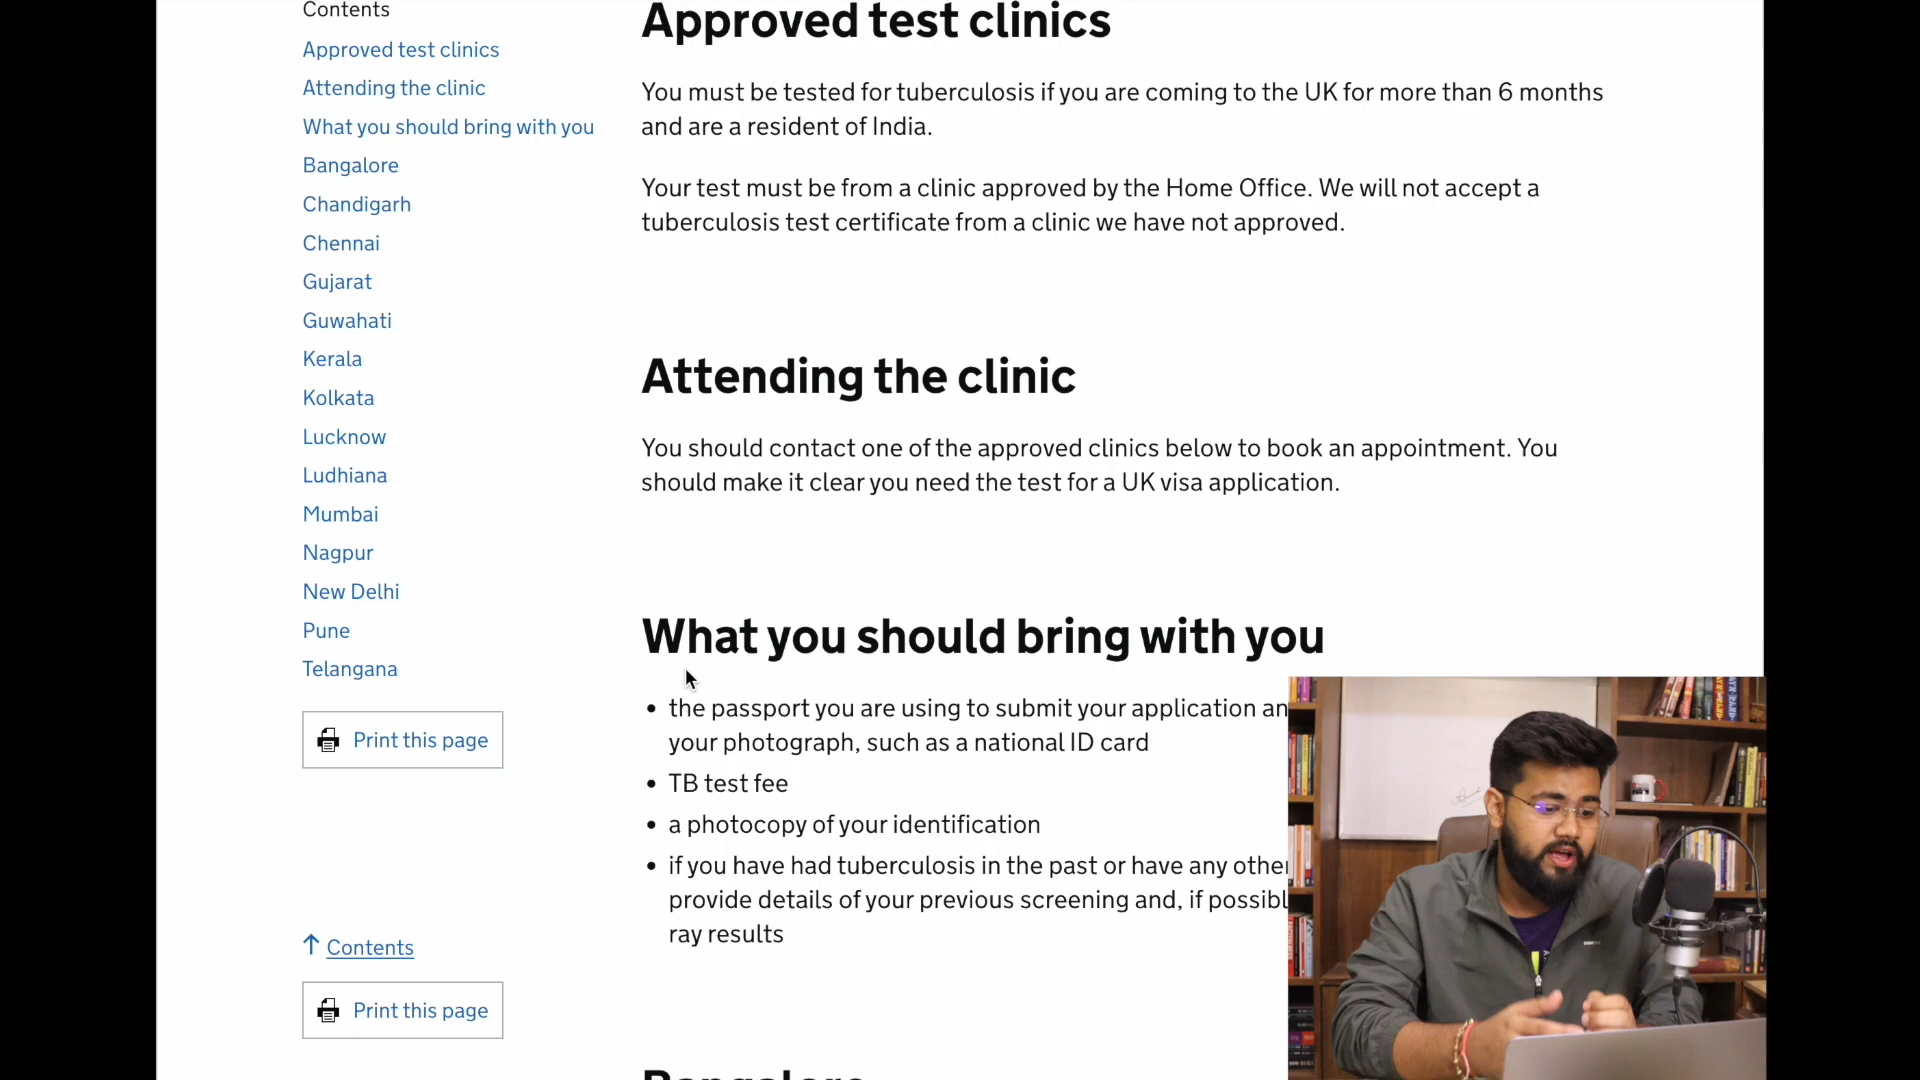 Contents
Approved test clinics
Attending the clinic
What you should bring with you
Bangalore
Chandigarh
Chennai
Gujarat
Guwahati
Kerala
Kolkata
Lucknow
Ludhiana
Mumbai
Nagpur
New Delhi
Pune
Telangana
Print this page
Contents
Print this page
Approved test clinics
You must be tested for tuberculosis if you are coming to the UK for more than 6 months
and are a resident of India.
Your test must be from a clinic approved by the Home Office. We will not accept a
tuberculosis test certificate from a clinic we have not approved.
Attending the clinic
You should contact one of the approved clinics below to book an appointment. You
should make it clear you need the test for a UK visa application.
What you should bring with you
the passport you are using to submit your application an
your photograph, such as a national ID card
TB test fee
a photocopy of your identification
if you have had tuberculosis in the past or have any other
provide details of your previous screening and, if possibl
ray results
Bangalore